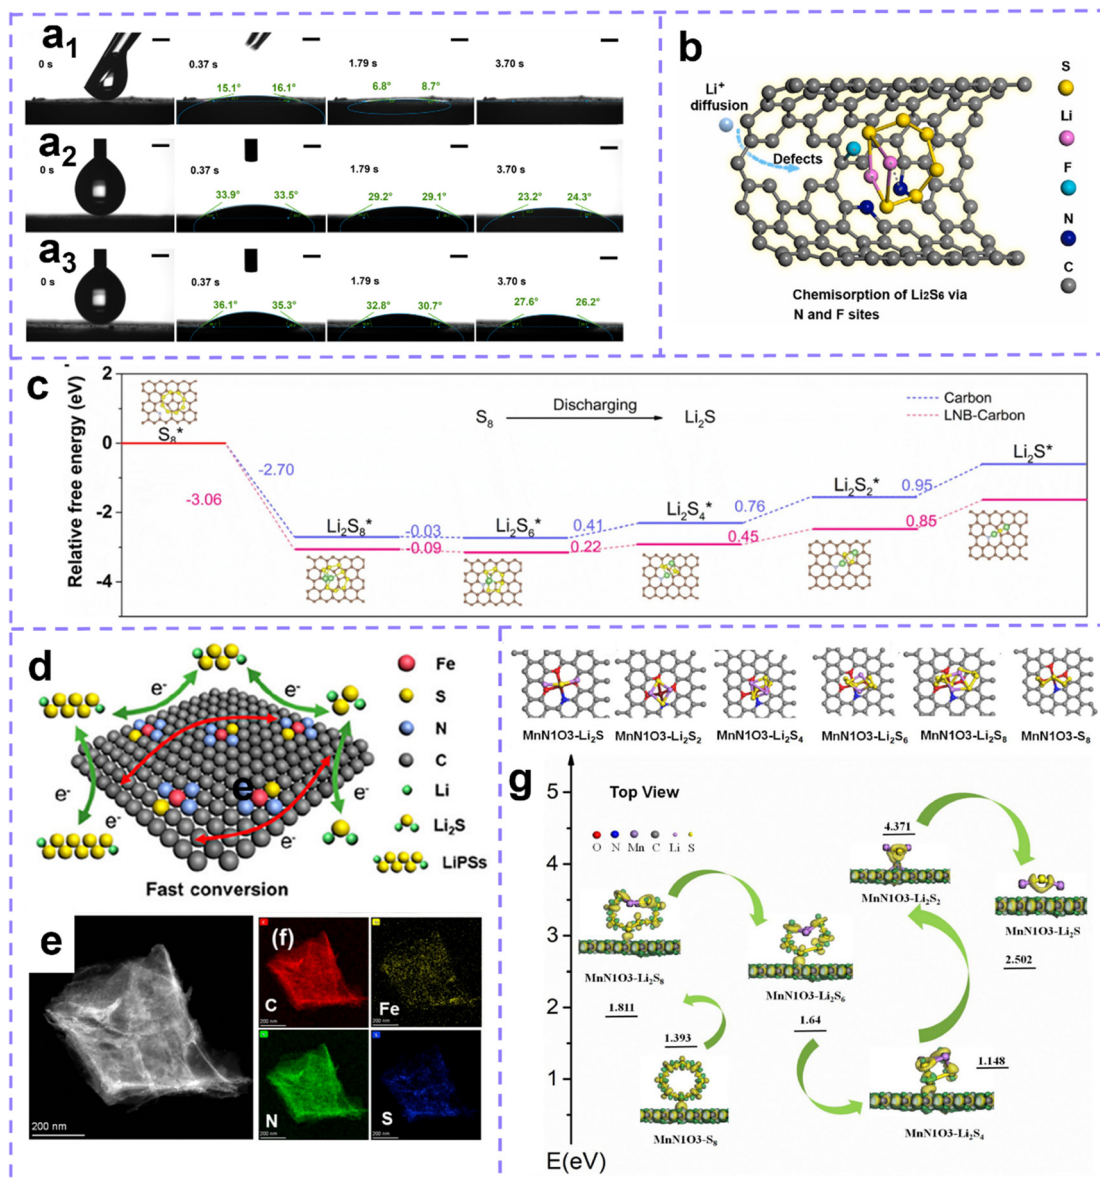 a1
0 s
0.37 s
15.1°
16.1°
1.79 s
6.8°
8.7°
3.70 s
a2
0 s
0.37 s
33.9°
33.5°
1.79 s
29.2°
29.1°
3.70 s
23.2°
24.3°
a3
0 s
0.37 s
36.1°
35.3°
1.79 s
32.8°
30.7°
3.70 s
27.6°
26.2°
b
Li⁺
diffusion
Defects
S
Li
F
N
C
Chemisorption of Li2S6 via
N and F sites
c
Relative free energy (eV)
2
0
-2
-4
S₈*
S₈
Discharging
Li₂S
Carbon
LNB-Carbon
-2.70
-3.06
Li₂S₈*
-0.03
-0.09
Li₂S₆*
0.41
0.22
Li₂S₄*
0.76
0.45
Li₂S₂*
0.95
0.85
Li₂S*
d
e⁻
e⁻
e⁻
e⁻
e⁻
e⁻
e
Fe
S
N
C
Li
Li₂S
LiPSs
Fast conversion
e
200 nm
(f)
C
200 nm
Fe
200 nm
N
200 nm
S
200 nm
MnN1O3-Li₂S
MnN1O3-Li₂S₂
MnN1O3-Li₂S₄
MnN1O3-Li₂S₆
MnN1O3-Li₂S₈
MnN1O3-S₈
g
5
4
3
2
1
E(eV)
Top View
O N Mn C Li S
MnN1O3-Li₂S₈
1.811
1.393
MnN1O3-S₈
MnN1O3-Li₂S₆
1.64
1.148
MnN1O3-Li₂S₄
4.371
MnN1O3-Li₂S₂
MnN1O3-Li₂S
2.502